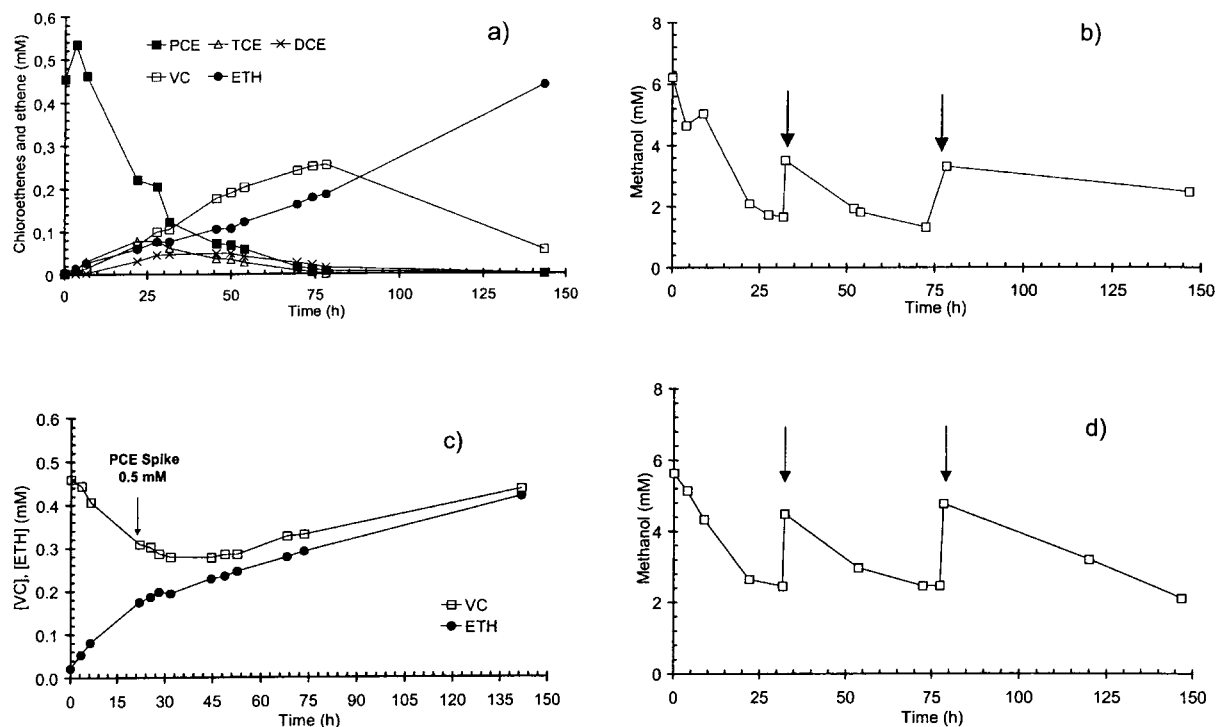 a)
Chloroethenes and ethene (mM)
0,6
0,5
0,4
0,3
0,2
0,1
0
PCE TCE DCE
VC ETH
0 25 50 75 100 125 150
Time (h)
b)
Methanol (mM)
8
6
4
2
0
0 25 50 75 100 125 150
Time (h)
c)
[VC], [ETH] (mM)
0.6
0.5
0.4
0.3
0.2
0.1
0.0
PCE Spike
0.5 mM
VC
ETH
0 15 30 45 60 75 90 105 120 135 150
Time (h)
d)
Methanol (mM)
8
6
4
2
0
0 25 50 75 100 125 150
Time (h)